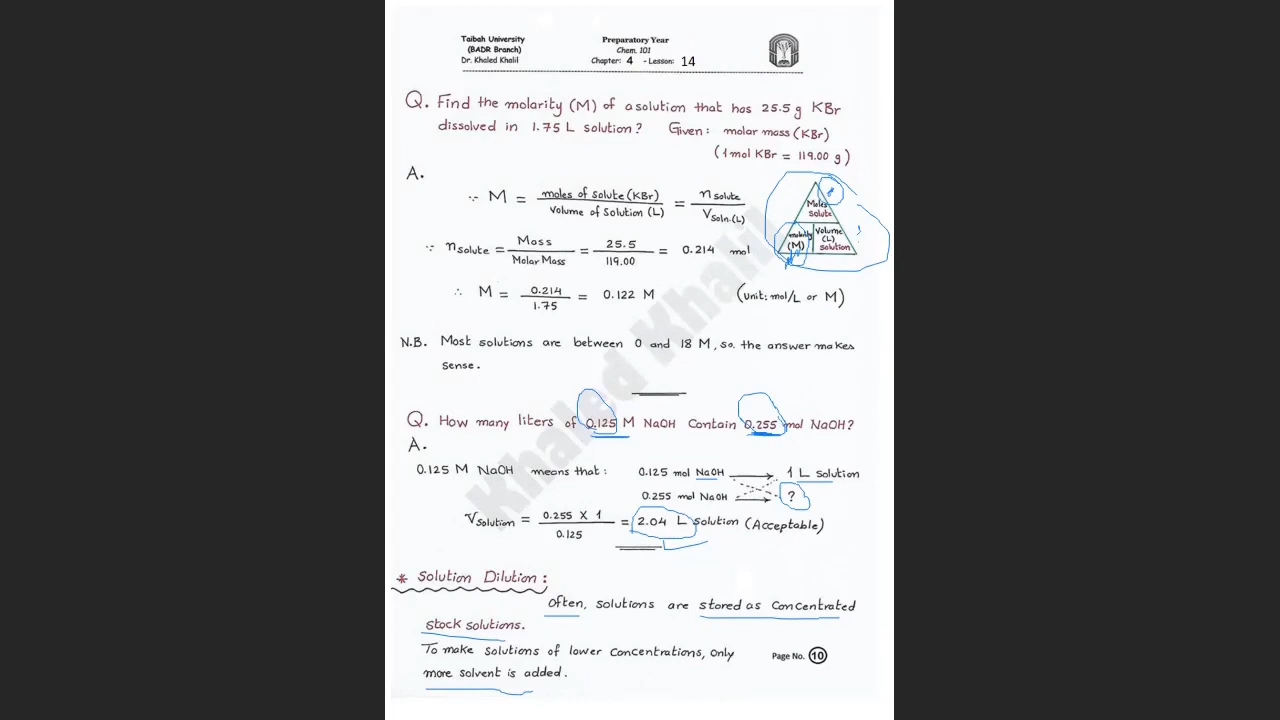 Taibah University
(BADR Branch)
Dr. Khaled Khalil
Preparatory Year
Chem. 101
Chapter: 4 - Lesson: 14
Q. Find the molarity (M) of a solution that has 25.5 g KBr
dissolved in 1.75 L solution? Given: molar mass (KBr)
(1 mol KBr = 119.00 g)
A.
∵ M = moles of solute (KBr) / Volume of Solution (L) = n solute / V soln. (L)
Moles
solute
molarity
(M)
Volume
(L)
solution
∵ n solute = Mass / Molar Mass = 25.5 / 119.00 = 0.214 mol
∴ M = 0.214 / 1.75 = 0.122 M (Unit: mol/L or M)
N.B. Most solutions are between 0 and 18 M, so. the answer makes
sense.
Q. How many liters of 0.125 M NaOH Contain 0.255 mol NaOH?
A.
0.125 M NaOH means that: 0.125 mol NaOH → 1 L solution
0.255 mol NaOH → ?
V solution = 0.255 X 1 / 0.125 = 2.04 L solution (Acceptable)
* Solution Dilution:
Often, solutions are stored as concentrated
stock solutions.
To make solutions of lower concentrations, only
more solvent is added.
Page No. 10
Khaled Khalil